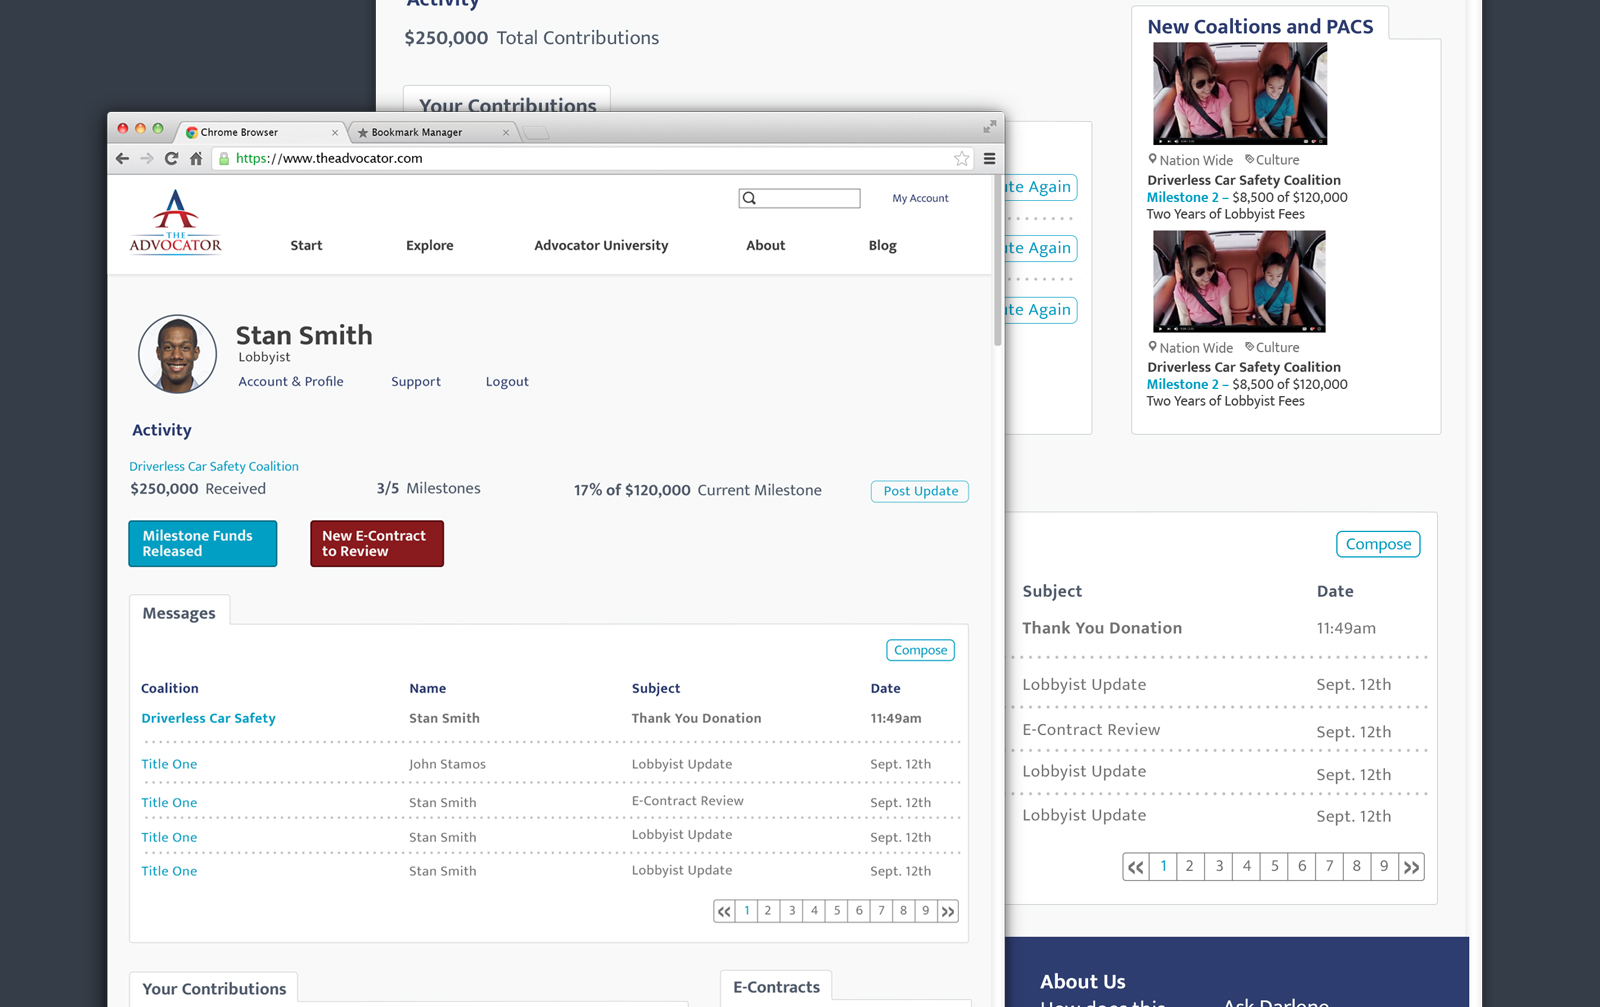 Activity
$250,000 Total Contributions
Your Contributions
New Coaltions and PACS
Nation Wide Culture
Driverless Car Safety Coalition
Milestone 2 – $8,500 of $120,000
Two Years of Lobbyist Fees
Nation Wide Culture
Driverless Car Safety Coalition
Milestone 2 – $8,500 of $120,000
Two Years of Lobbyist Fees
te Again
te Again
te Again
Chrome Browser
Bookmark Manager
https://www.theadvocator.com
THE
ADVOCATOR
My Account
Start Explore Advocator University About Blog
Stan Smith
Lobbyist
Account & Profile Support Logout
Activity
Driverless Car Safety Coalition
$250,000 Received 3/5 Milestones 17% of $120,000 Current Milestone Post Update
Milestone Funds
Released
New E-Contract
to Review
Messages
Compose
Coalition Name Subject Date
Driverless Car Safety Stan Smith Thank You Donation 11:49am
Title One John Stamos Lobbyist Update Sept. 12th
Title One Stan Smith E-Contract Review Sept. 12th
Title One Stan Smith Lobbyist Update Sept. 12th
Title One Stan Smith Lobbyist Update Sept. 12th
« 1 2 3 4 5 6 7 8 9 »
Your Contributions
E-Contracts
Compose
Subject Date
Thank You Donation 11:49am
Lobbyist Update Sept. 12th
E-Contract Review Sept. 12th
Lobbyist Update Sept. 12th
Lobbyist Update Sept. 12th
« 1 2 3 4 5 6 7 8 9 »
About Us
How does this
Ask Darlene